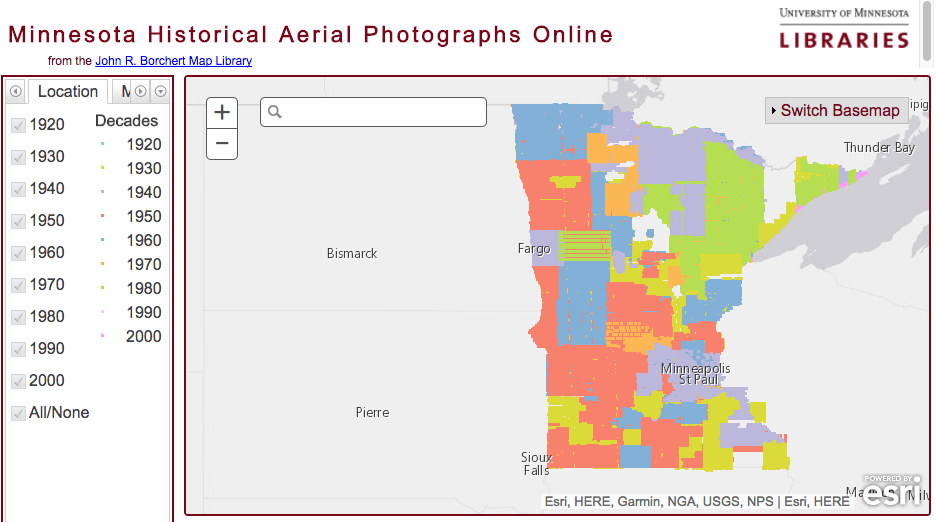 UNIVERSITY OF MINNESOTA
LIBRARIES
Minnesota Historical Aerial Photographs Online
from the John R. Borchert Map Library
Location
M
1920
1930
1940
1950
1960
1970
1980
1990
2000
All/None
Decades
1920
1930
1940
1950
1960
1970
1980
1990
2000
+
−
Switch Basemap
Thunder Bay
Fargo
Bismarck
Minneapolis
St Paul
Pierre
Sioux
Falls
Esri, HERE, Garmin, NGA, USGS, NPS | Esri, HERE
POWERED BY
esri